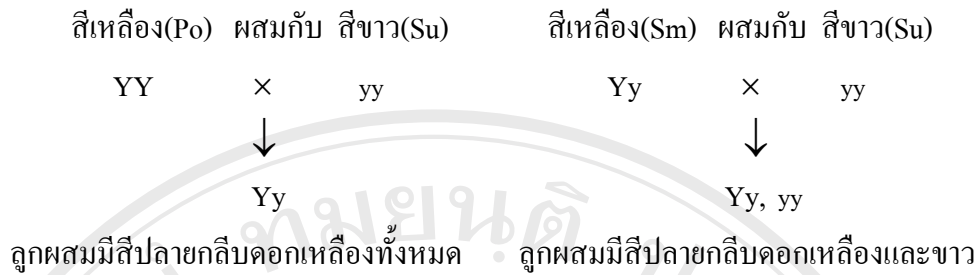 สีเหลือง(Po) ผสมกับ สีขาว(Su) สีเหลือง(Sm) ผสมกับ สีขาว(Su)
YY × yy Yy × yy
↓ ↓
Yy Yy, yy
ลูกผสมมีสีปลายกลีบดอกเหลืองทั้งหมด ลูกผสมมีสีปลายกลีบดอกเหลืองและขาว